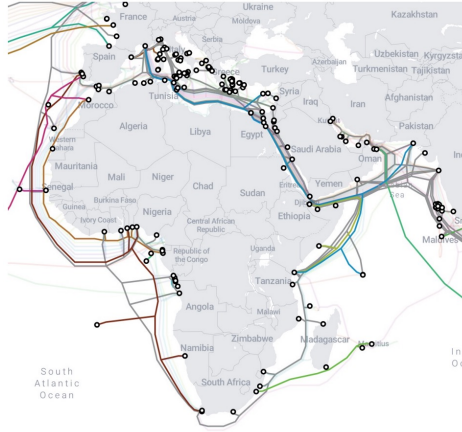 Ukraine
France
Austria
Moldova
Kazakhstan
Serbia
Spain
Uzbekistan
Kyrgyzstan
Azerbaijan
Turkey
Turkmenistan
Tajikistan
Tunisia
Syria
Morocco
Iraq
Iran
Afghanistan
Algeria
Libya
Egypt
Pakistan
Western
Sahara
Saudi Arabia
Oman
Mauritania
Mali
Niger
Chad
Sudan
Eritrea
Yemen
Sea
Senegal
Burkina Faso
Guinea
Ivory Coast
Nigeria
Central African
Republic
Ethiopia
Maldives
Republic of
the Congo
Uganda
Tanzania
Angola
Malawi
Namibia
Zimbabwe
Madagascar
South Africa
South
Atlantic
Ocean